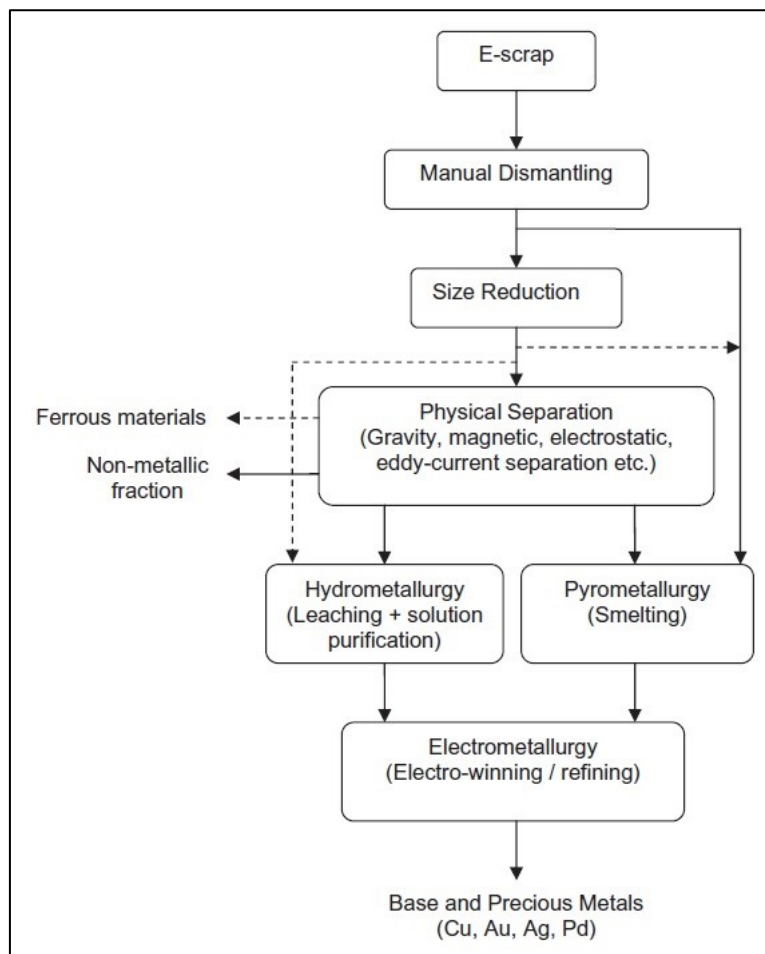 E-scrap
Manual Dismantling
Size Reduction
Physical Separation
(Gravity, magnetic, electrostatic,
eddy-current separation etc.)
Ferrous materials
Non-metallic
fraction
Hydrometallurgy
(Leaching + solution
purification)
Pyrometallurgy
(Smelting)
Electrometallurgy
(Electro-winning / refining)
Base and Precious Metals
(Cu, Au, Ag, Pd)